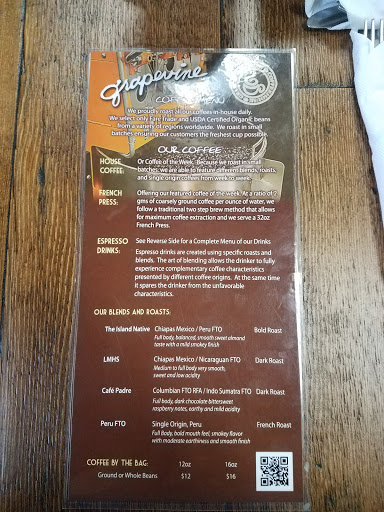 grapevine
COFFEE
We proudly roast all our coffees in-house daily.
We select only Fare Trade and USDA Certified Organic beans
from a variety of regions worldwide. We roast in small
batches ensuring our customers the freshest cup possible.
OUR COFFEE
HOUSE COFFEE:
Or Coffee of the Week. Because we roast in small
batches, we are able to feature different blends, roasts,
and single origin coffees from week to week.
FRENCH PRESS:
Offering our featured coffee of the week. At a ratio of 2
gms of coarsely ground coffee per ounce of water, we
follow a traditional two step brew method that allows
for maximum coffee extraction and we serve a 32oz
French Press.
ESPRESSO DRINKS:
See Reverse Side for a Complete Menu of our Drinks
Espresso drinks are created using specific roasts and
blends. The art of blending allows the drinker to fully
experience complementary coffee characteristics
presented by different coffee origins. At the same time
it spares the drinker from the unfavorable
characteristics.
OUR BLENDS AND ROASTS:
The Island Native Chiapas Mexico / Peru FTO Bold Roast
Full body, balanced, smooth sweet almond
taste with a mild smokey finish
LMHS Chiapas Mexico / Nicaraguan FTO Dark Roast
Medium to full body very smooth,
sweet and low acidity
Café Padre Columbian FTO RFA / Indo Sumatra FTO Dark Roast
Full body, dark chocolate bittersweet
raspberry notes, earthy and mild acidity
Peru FTO Single Origin, Peru French Roast
Full Body, bold mouth feel, smokey flavor
with moderate earthiness and smooth finish
COFFEE BY THE BAG: 12oz 16oz
Ground or Whole Beans $12 $16